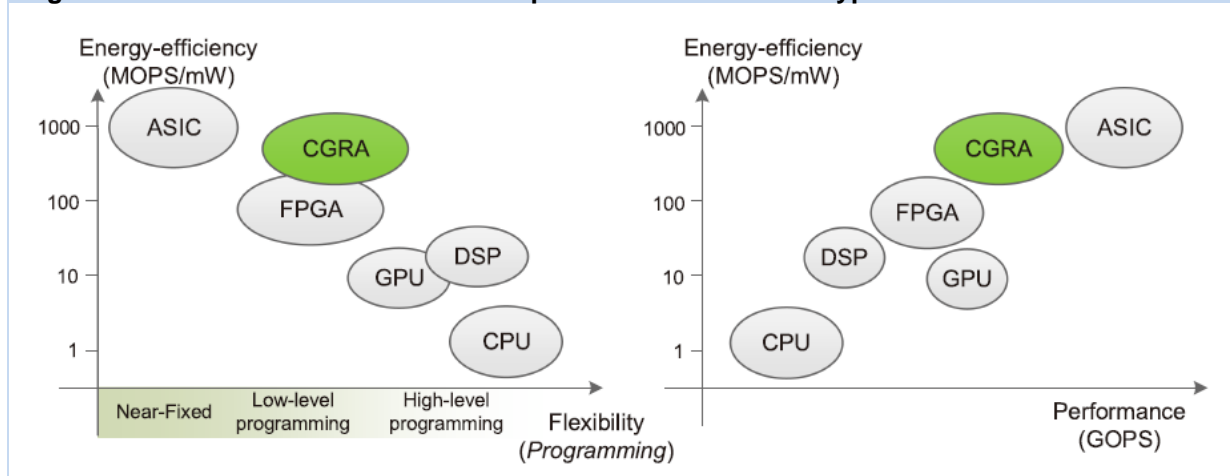 Energy-efficiency
(MOPS/mW)
1000
100
10
1
ASIC
CGRA
FPGA
GPU
DSP
CPU
Near-Fixed
Low-level
programming
High-level
programming
Flexibility
(Programming)
Energy-efficiency
(MOPS/mW)
1000
100
10
1
ASIC
CGRA
FPGA
DSP
GPU
CPU
Performance
(GOPS)